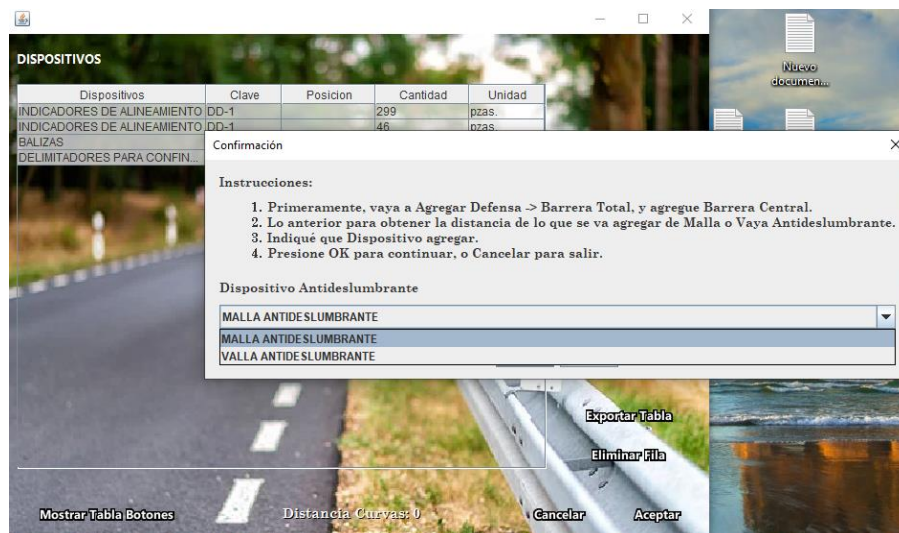 DISPOSITIVOS
Dispositivos Clave Posicion Cantidad Unidad
INDICADORES DE ALINEAMIENTO DD-1 299 pzas.
INDICADORES DE ALINEAMIENTO DD-1 46 pzas.
BALIZAS
DELIMITADORES PARA CONFIN...
Nuevo
documen...
Confirmación
Instrucciones:
1. Primeramente, vaya a Agregar Defensa -> Barrera Total, y agregue Barrera Central.
2. Lo anterior para obtener la distancia de lo que se va agregar de Malla o Vaya Antideslumbrante.
3. Indiqué que Dispositivo agregar.
4. Presione OK para continuar, o Cancelar para salir.
Dispositivo Antideslumbrante
MALLA ANTIDESLUMBRANTE
MALLA ANTIDESLUMBRANTE
VALLA ANTIDESLUMBRANTE
Exportar Tabla
Eliminar Fila
Mostrar Tabla Botones
Distancia Curvas: 0
Cancelar
Aceptar